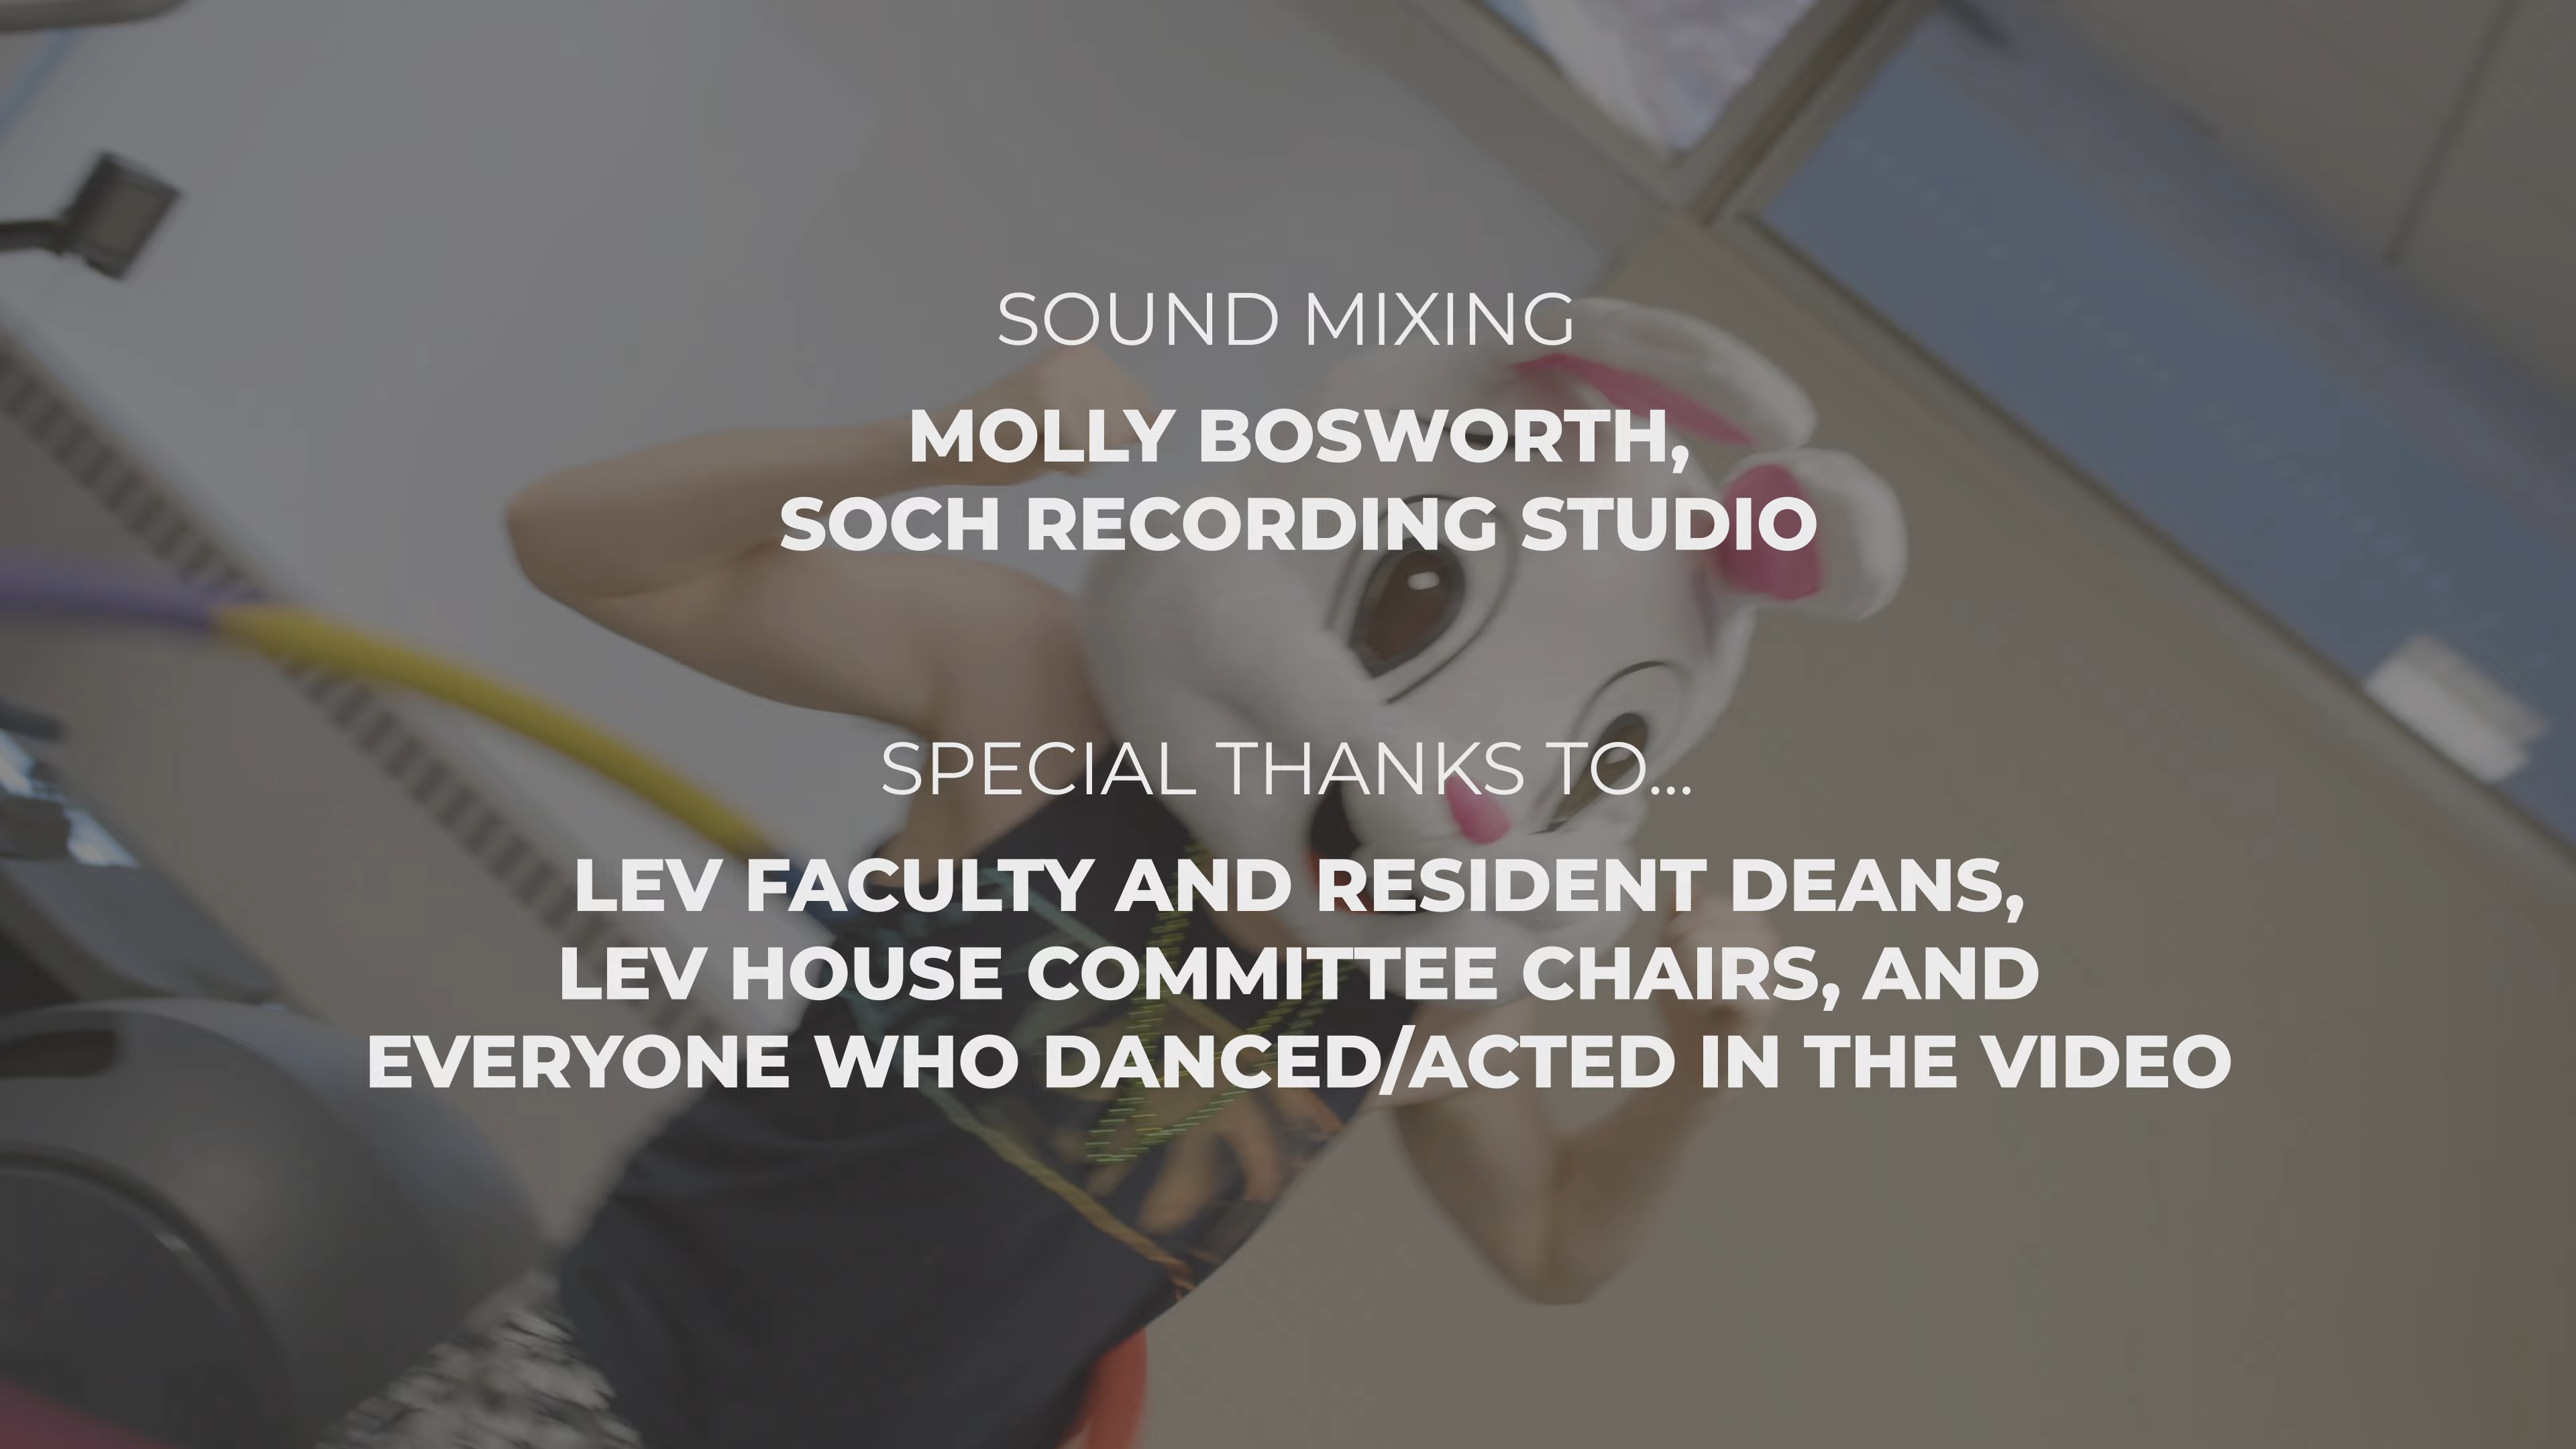 SOUND MIXING
MOLLY BOSWORTH,
SOCH RECORDING STUDIO
SPECIAL THANKS TO...
LEV FACULTY AND RESIDENT DEANS,
LEV HOUSE COMMITTEE CHAIRS, AND
EVERYONE WHO DANCED/ACTED IN THE VIDEO